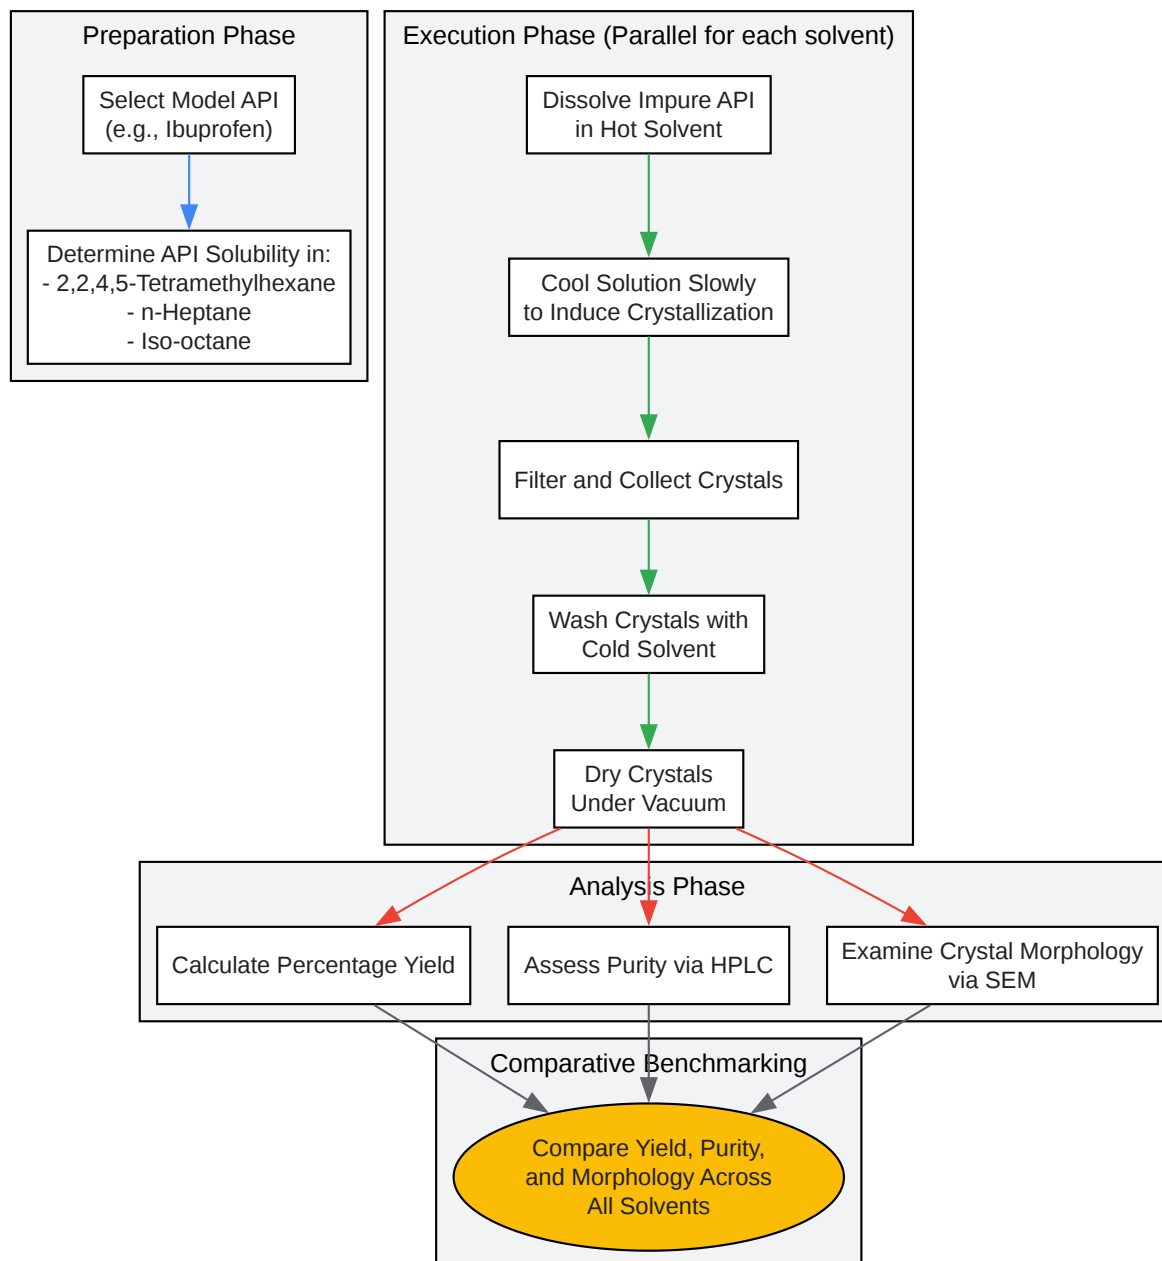 Preparation Phase
Select Model API
(e.g., Ibuprofen)
Determine API Solubility in:
- 2,2,4,5-Tetramethylhexane
- n-Heptane
- Iso-octane
Execution Phase (Parallel for each solvent)
Dissolve Impure API
in Hot Solvent
Cool Solution Slowly
to Induce Crystallization
Filter and Collect Crystals
Wash Crystals with
Cold Solvent
Dry Crystals
Under Vacuum
Analysis Phase
Calculate Percentage Yield
Assess Purity via HPLC
Examine Crystal Morphology
via SEM
Comparative Benchmarking
Compare Yield, Purity,
and Morphology Across
All Solvents